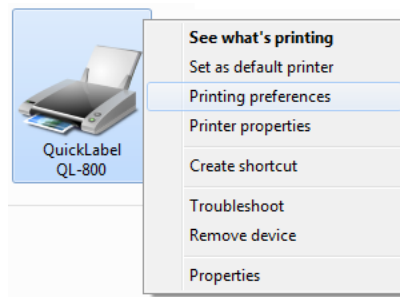 QuickLabel
QL-800
See what's printing
Set as default printer
Printing preferences
Printer properties
Create shortcut
Troubleshoot
Remove device
Properties